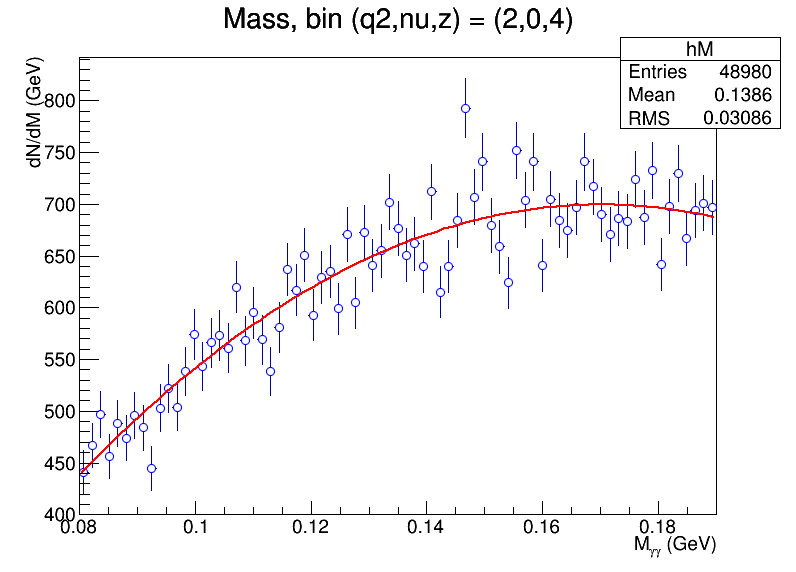 Mass, bin (q2,nu,z) = (2,0,4)
hM
Entries 48980
Mean 0.1386
RMS 0.03086
dN/dM (GeV)
800
750
700
650
600
550
500
450
400
0.08 0.1 0.12 0.14 0.16 0.18
Mγγ (GeV)